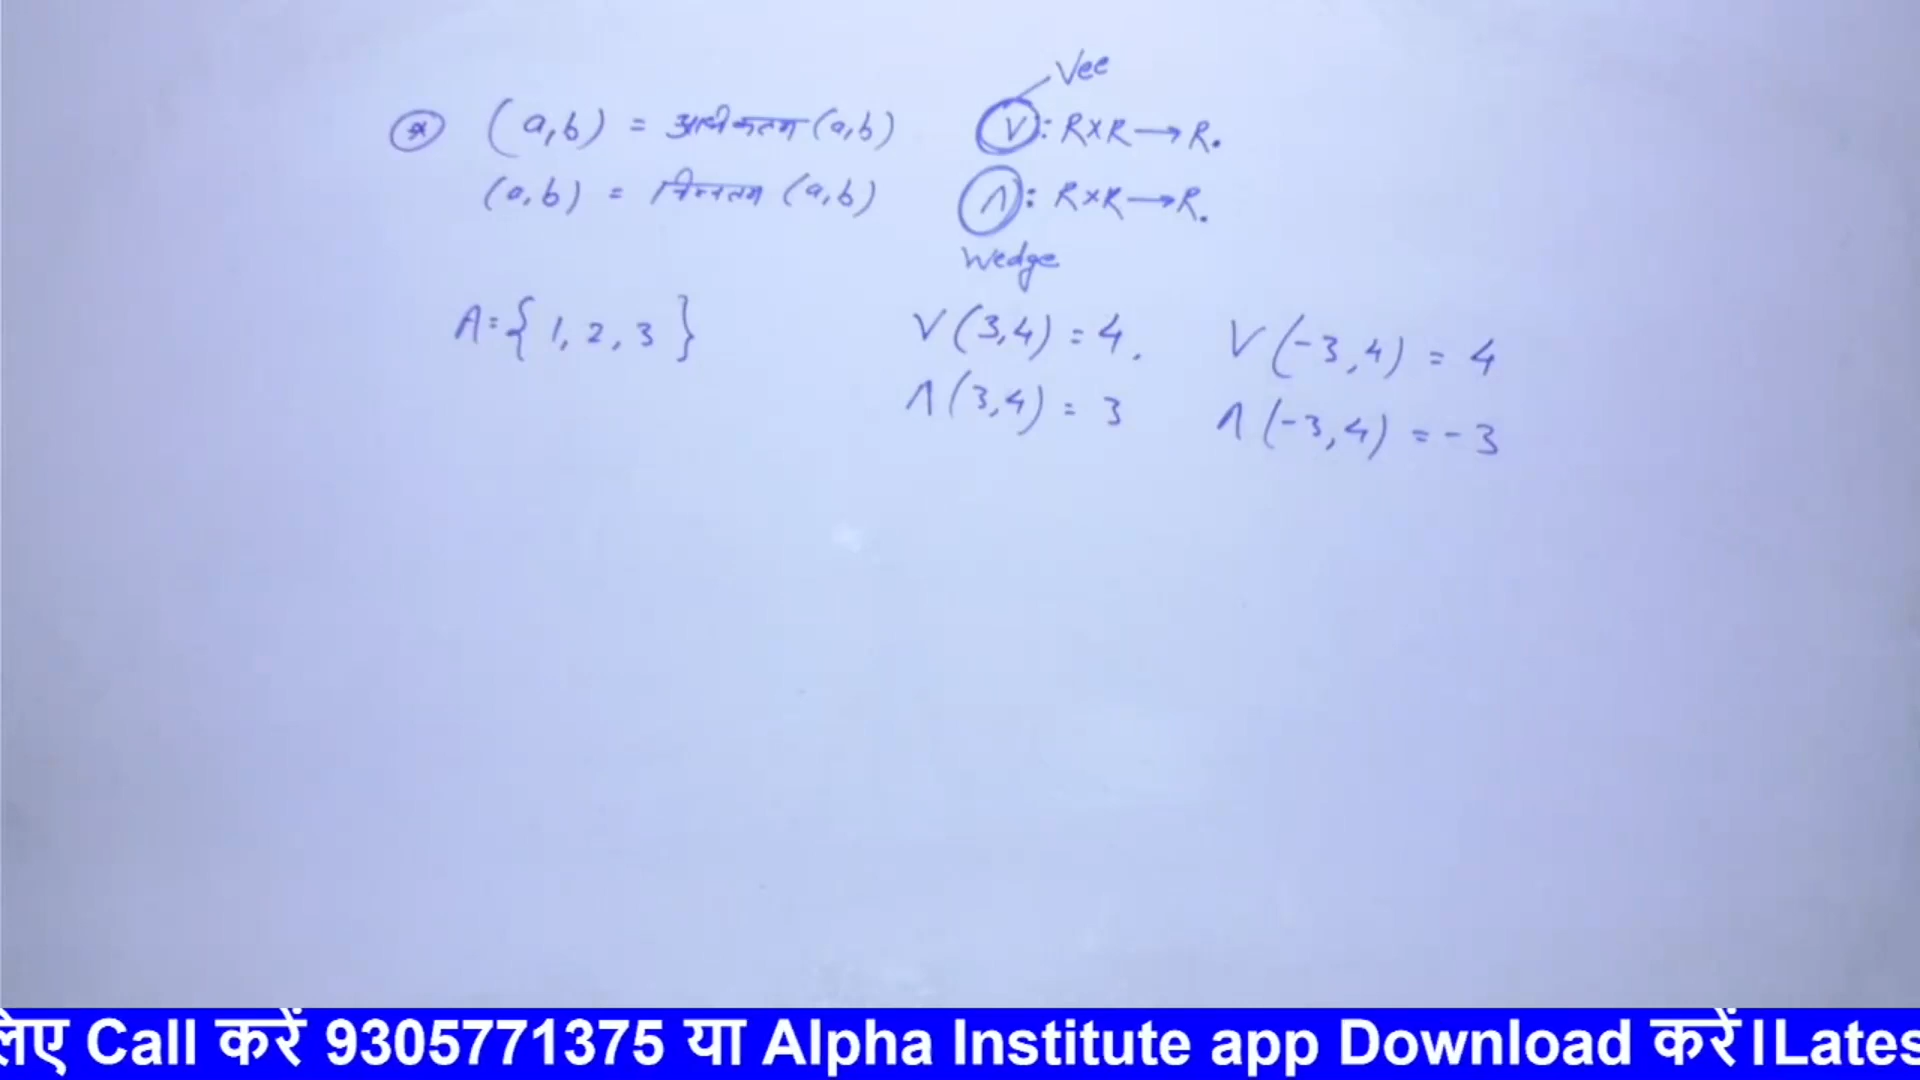 Vee
* (a,b) = अधिकतम (a,b) V: R×R → R.
(a,b) = निम्नतम (a,b) Λ: R×R → R.
Wedge
A = { 1, 2, 3 } V(3,4) = 4. V(-3,4) = 4
Λ(3,4) = 3 Λ(-3,4) = -3
लिए Call करें 9305771375 या Alpha Institute app Download करें।Lates